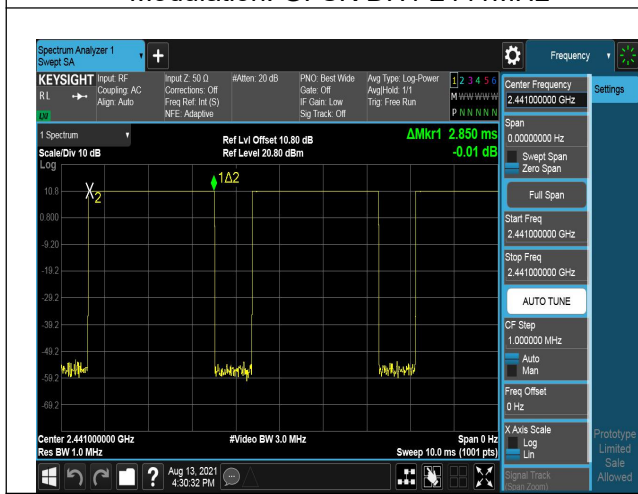 Spectrum Analyzer 1
Swept SA
Frequency
KEYSIGHT
Input: RF
Coupling: AC
Align: Auto
Input Z: 50 Ω
Corrections: Off
Freq Ref: Int (S)
NFE: Adaptive
#Atten: 20 dB
PNO: Best Wide
Gate: Off
IF Gain: Low
Sig Track: Off
Avg Type: Log-Power
Avg|Hold: 1/1
Trig: Free Run
1 2 3 4 5 6
M W W W W W
P N N N N N
R L
1 Spectrum
Scale/Div 10 dB
Log
Ref Lvl Offset 10.80 dB
Ref Level 20.80 dBm
ΔMkr1 2.850 ms
-0.01 dB
1Δ2
2
10.8
0.800
-9.20
-19.2
-29.2
-39.2
-49.2
-59.2
-69.2
Center 2.441000000 GHz
Res BW 1.0 MHz
#Video BW 3.0 MHz
Span 0 Hz
Sweep 10.0 ms (1001 pts)
Aug 13, 2021
4:30:32 PM
Center Frequency
2.441000000 GHz
Settings
Span
0.00000000 Hz
Swept Span
Zero Span
Full Span
Start Freq
2.441000000 GHz
Stop Freq
2.441000000 GHz
AUTO TUNE
CF Step
1.000000 MHz
Auto
Man
Freq Offset
0 Hz
X Axis Scale
Log
Lin
Signal Track
(Span Zoom)
Prototype
Limited
Sale
Allowed